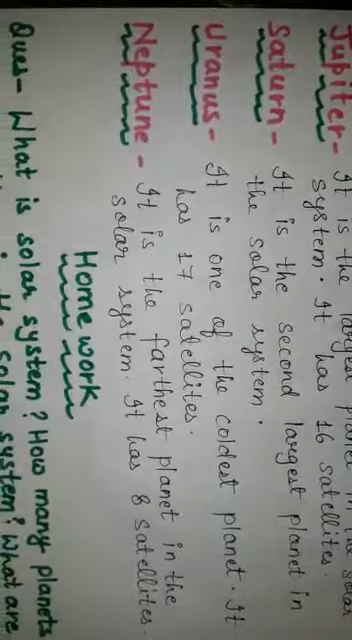 Jupiter- It is the largest planet in the solar
system. It has 16 satellites.
Saturn- It is the second largest planet in
the solar system.
Uranus- It is one of the coldest planet. It
has 17 satellites.
Neptune- It is the farthest planet in the
solar system. It has 8 satellites.
Home work
Ques- What is solar system? How many planets
in the solar system? What are